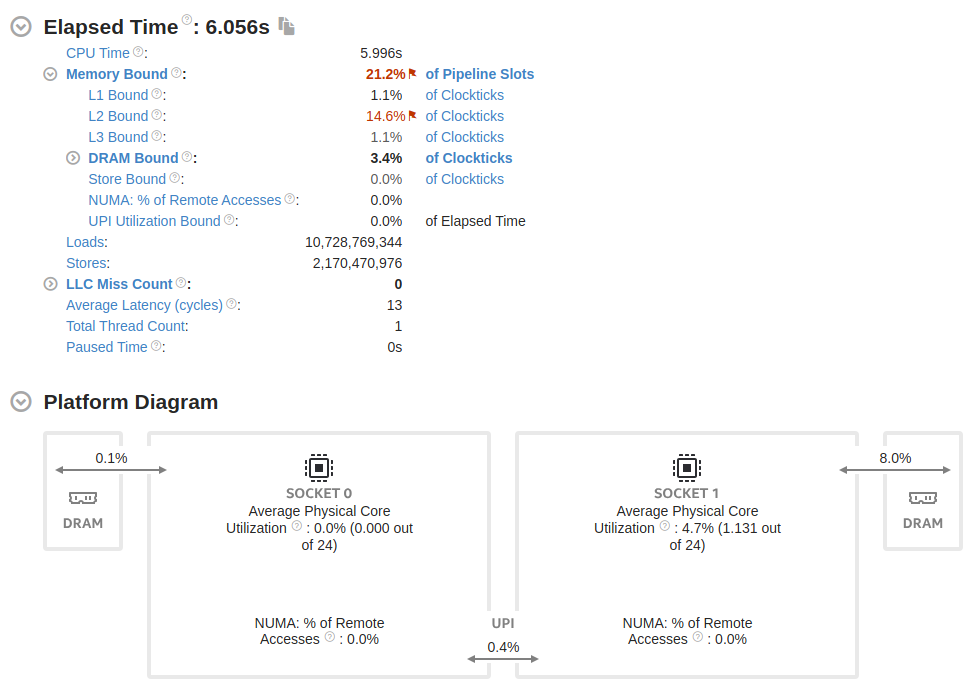 Elapsed Time : 6.056s
CPU Time : 5.996s
Memory Bound : 21.2% of Pipeline Slots
L1 Bound : 1.1% of Clockticks
L2 Bound : 14.6% of Clockticks
L3 Bound : 1.1% of Clockticks
DRAM Bound : 3.4% of Clockticks
Store Bound : 0.0% of Clockticks
NUMA: % of Remote Accesses : 0.0%
UPI Utilization Bound : 0.0% of Elapsed Time
Loads: 10,728,769,344
Stores: 2,170,470,976
LLC Miss Count : 0
Average Latency (cycles) : 13
Total Thread Count: 1
Paused Time : 0s
Platform Diagram
0.1%
DRAM
SOCKET 0
Average Physical Core
Utilization : 0.0% (0.000 out
of 24)
NUMA: % of Remote
Accesses : 0.0%
UPI
0.4%
SOCKET 1
Average Physical Core
Utilization : 4.7% (1.131 out
of 24)
NUMA: % of Remote
Accesses : 0.0%
8.0%
DRAM